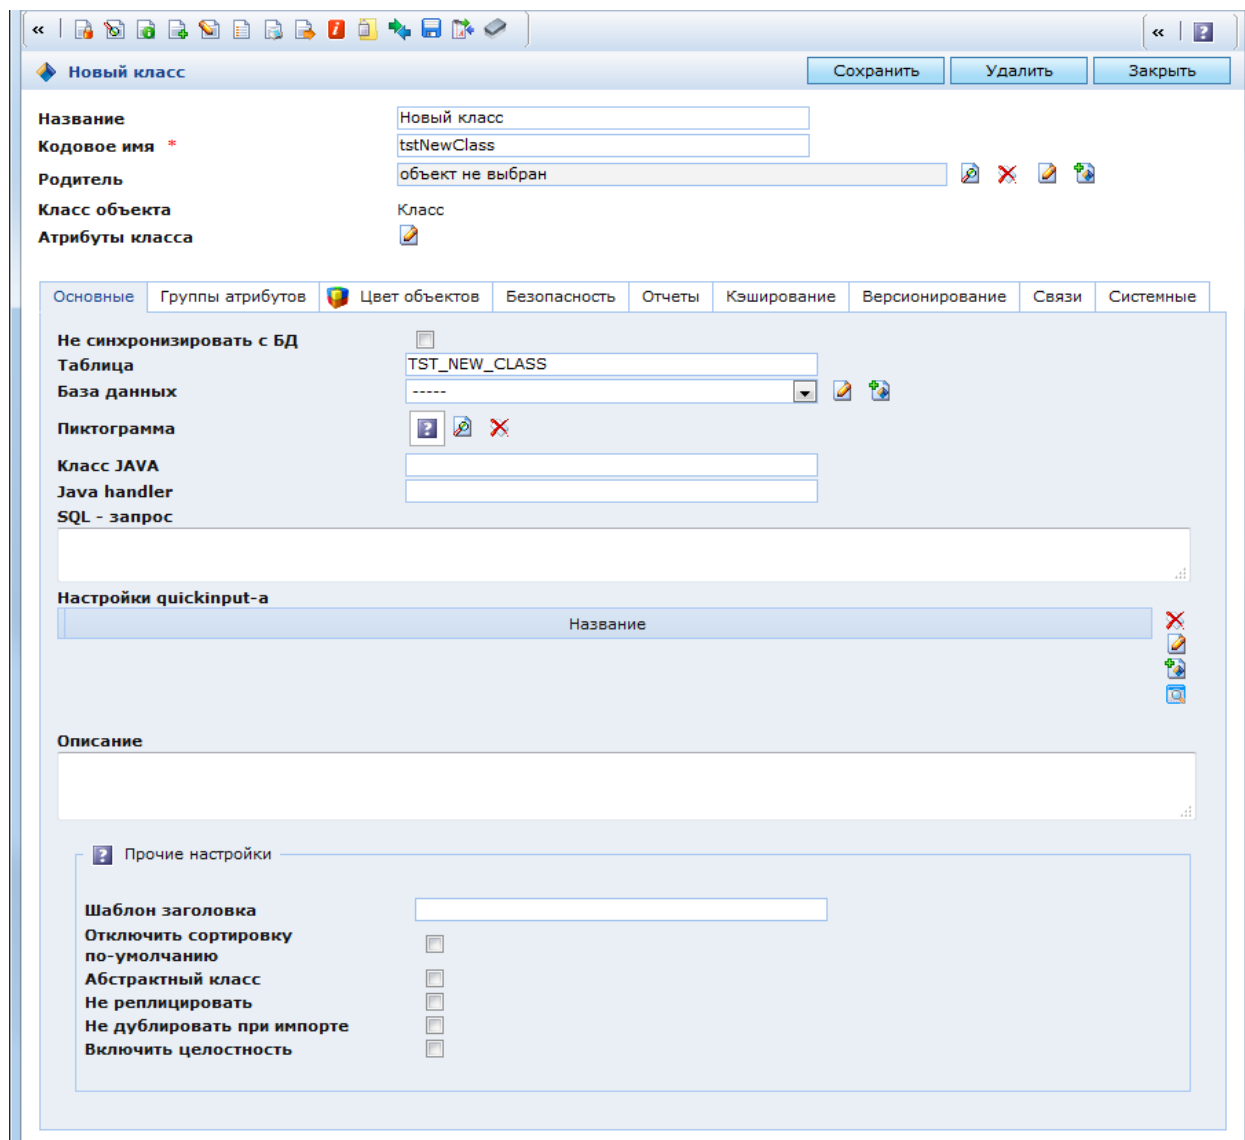 «
«
?
Новый класс
Сохранить
Удалить
Закрыть
Название
Новый класс
Кодовое имя *
tstNewClass
Родитель
объект не выбран
Класс объекта
Класс
Атрибуты класса
Основные
Группы атрибутов
Цвет объектов
Безопасность
Отчеты
Кэширование
Версионирование
Связи
Системные
Не синхронизировать с БД
Таблица
TST_NEW_CLASS
База данных
-----
Пиктограмма
?
Класс JAVA
Java handler
SQL - запрос
Настройки quickinput-а
Название
Описание
? Прочие настройки
Шаблон заголовка
Отключить сортировку
по-умолчанию
Абстрактный класс
Не реплицировать
Не дублировать при импорте
Включить целостность